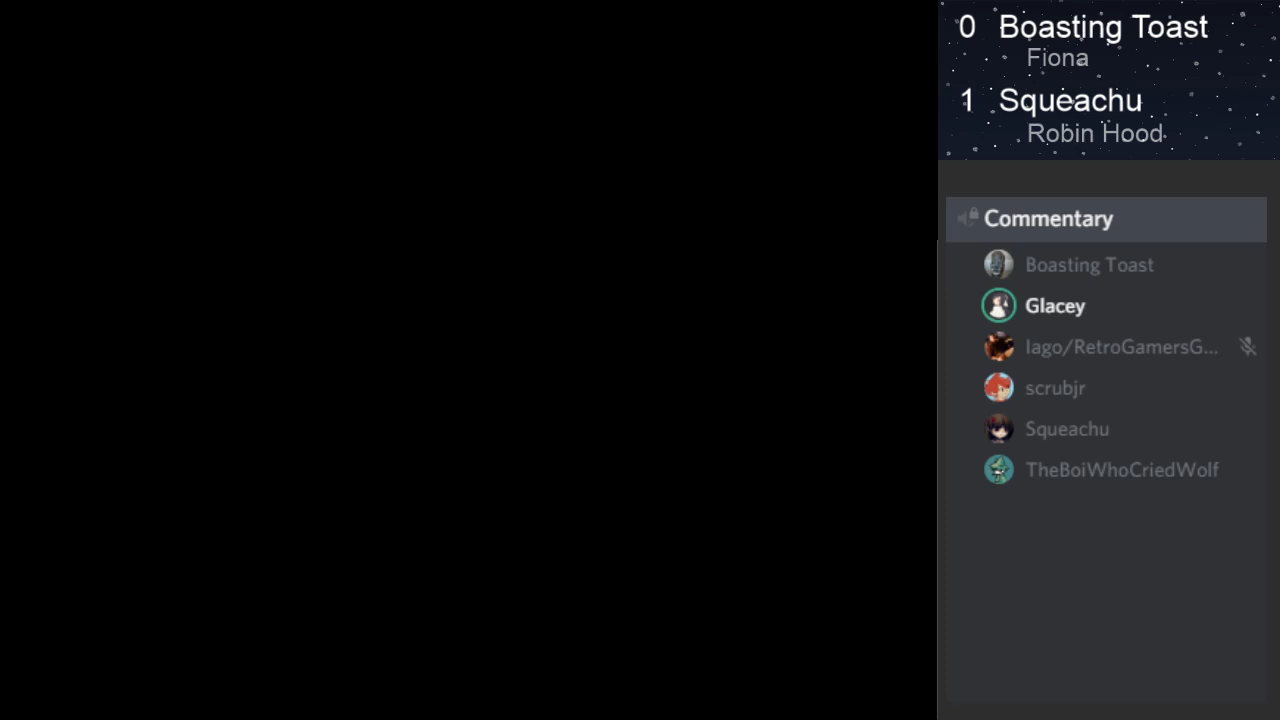 0 Boasting Toast
Fiona
1 Squeachu
Robin Hood
Commentary
Boasting Toast
Glacey
Iago/RetroGamersG...
scrubjr
Squeachu
TheBoiWhoCriedWolf